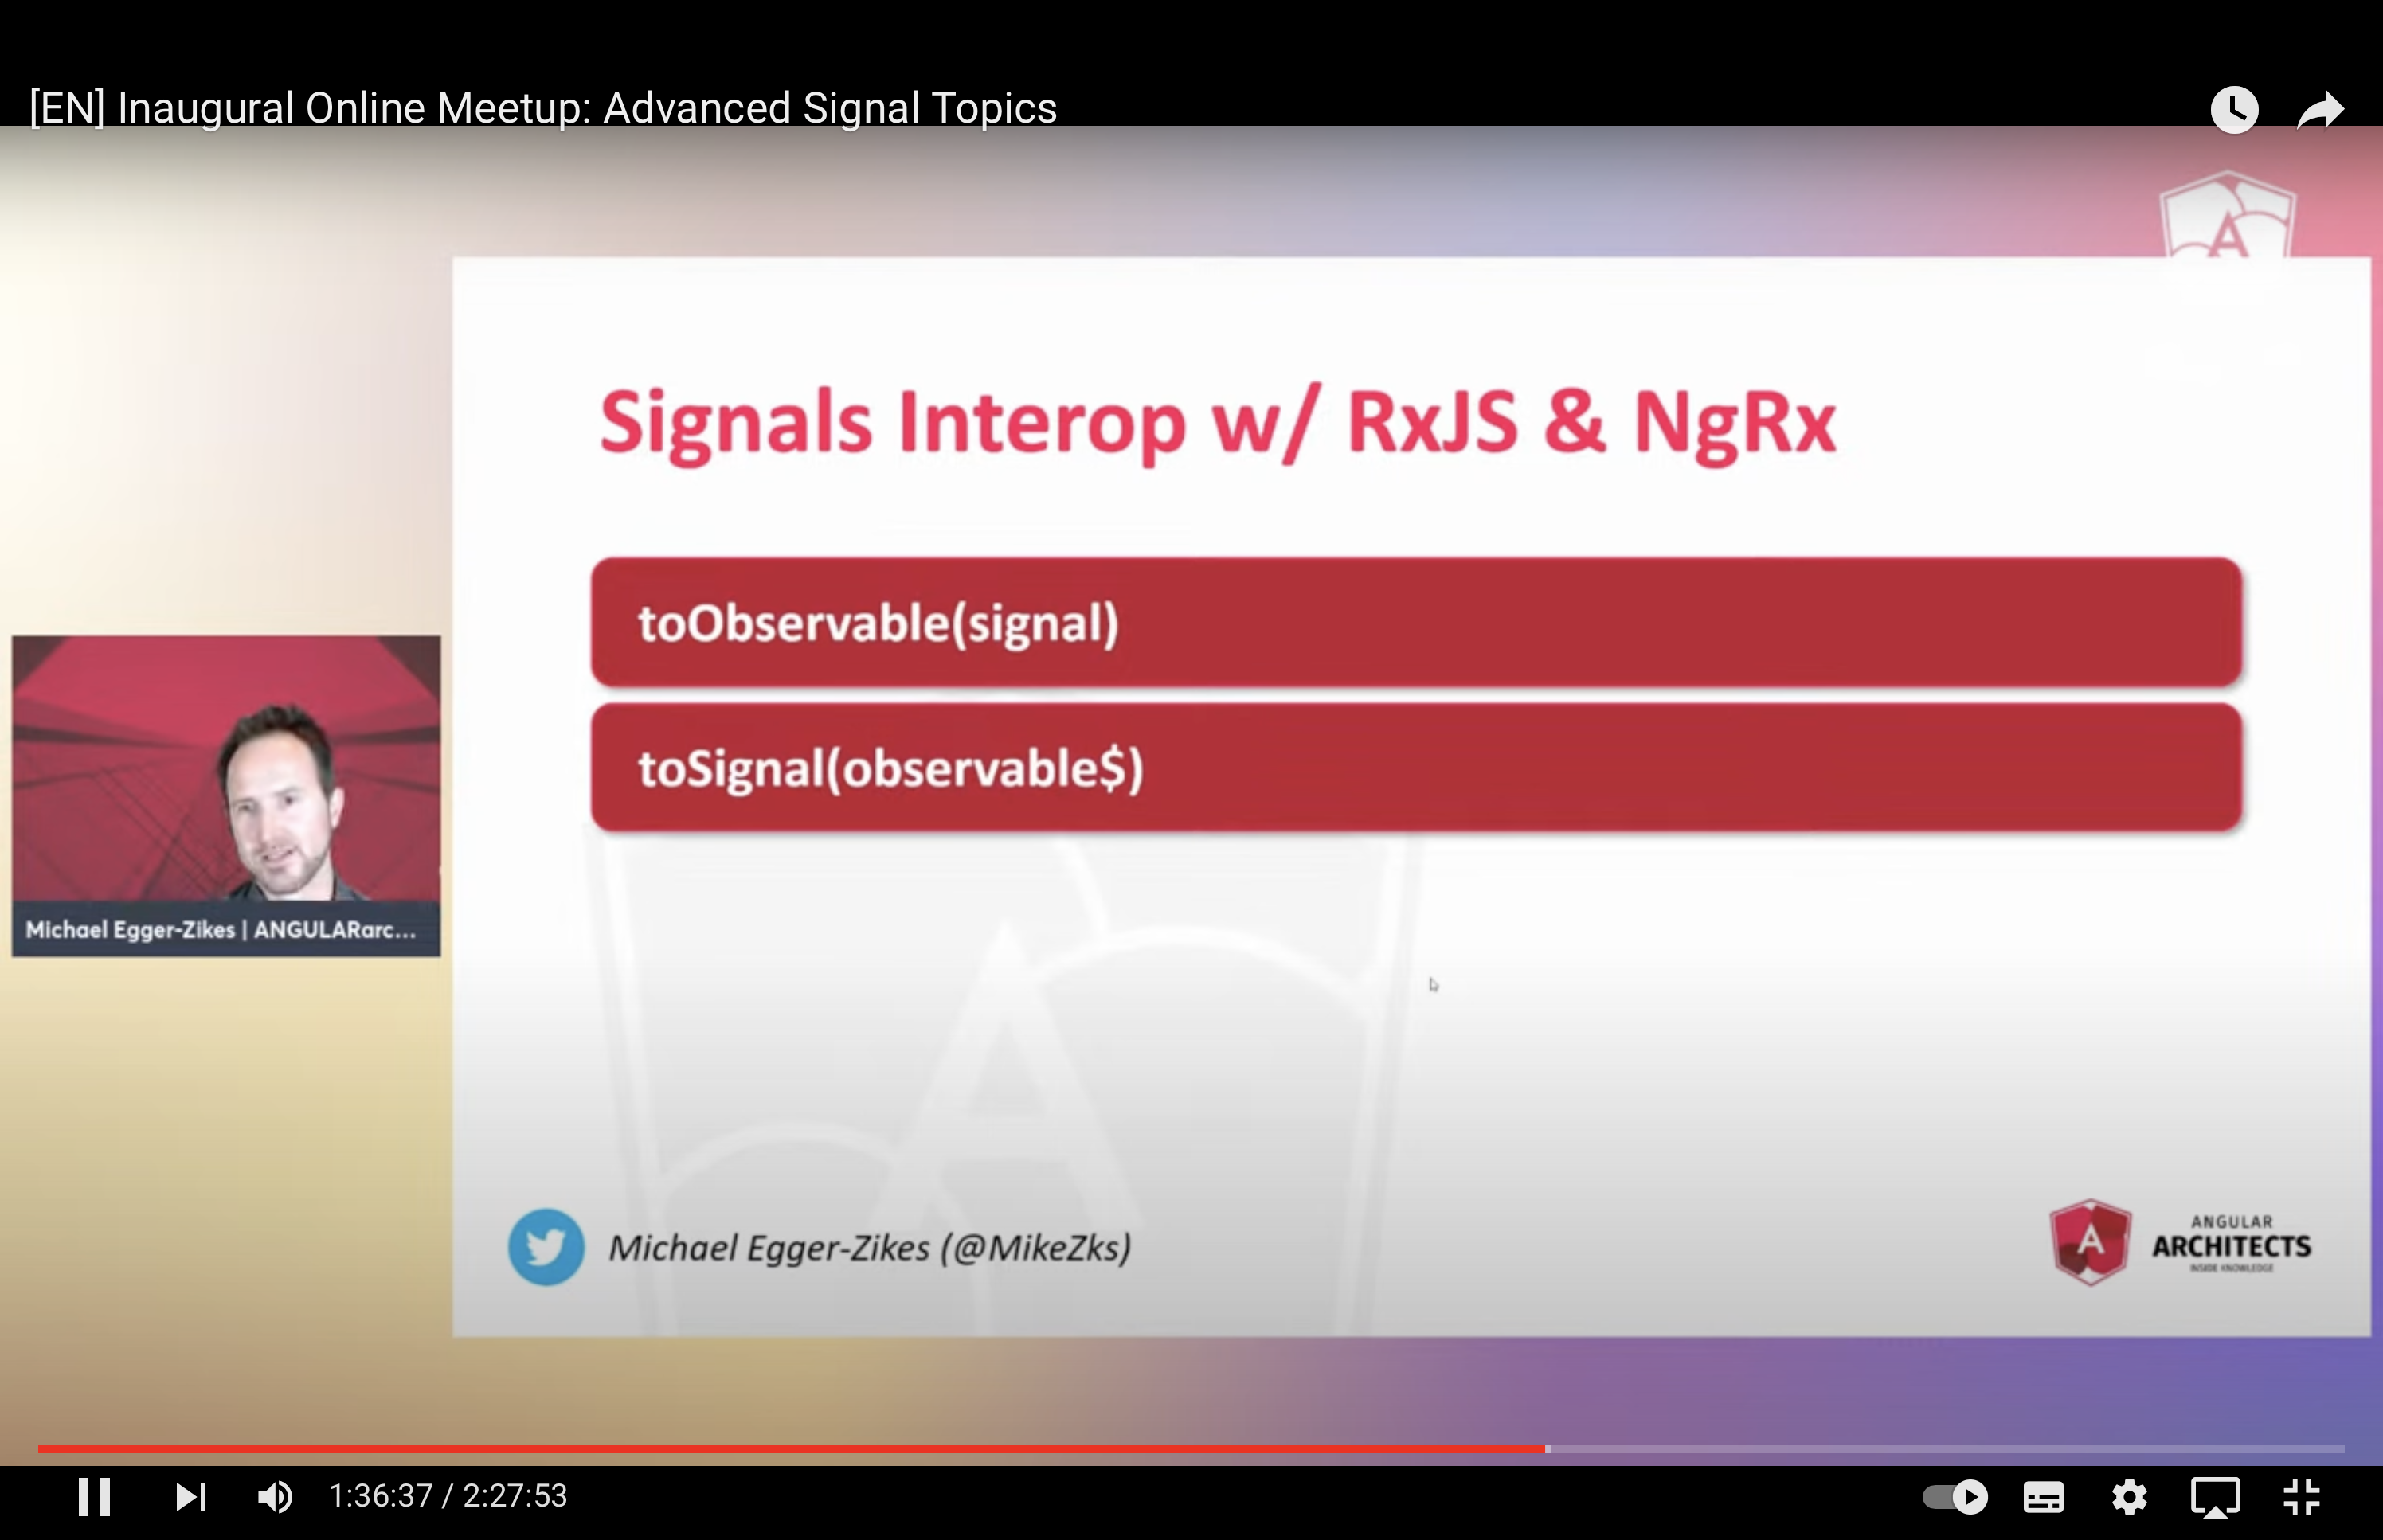 [EN] Inaugural Online Meetup: Advanced Signal Topics
A
Signals Interop w/ RxJS & NgRx
toObservable(signal)
toSignal(observable$)
Michael Egger-Zikes | ANGULARarc...
A
Michael Egger-Zikes (@MikeZks)
A
ANGULAR
ARCHITECTS
INSIDE KNOWLEDGE
1:36:37 / 2:27:53